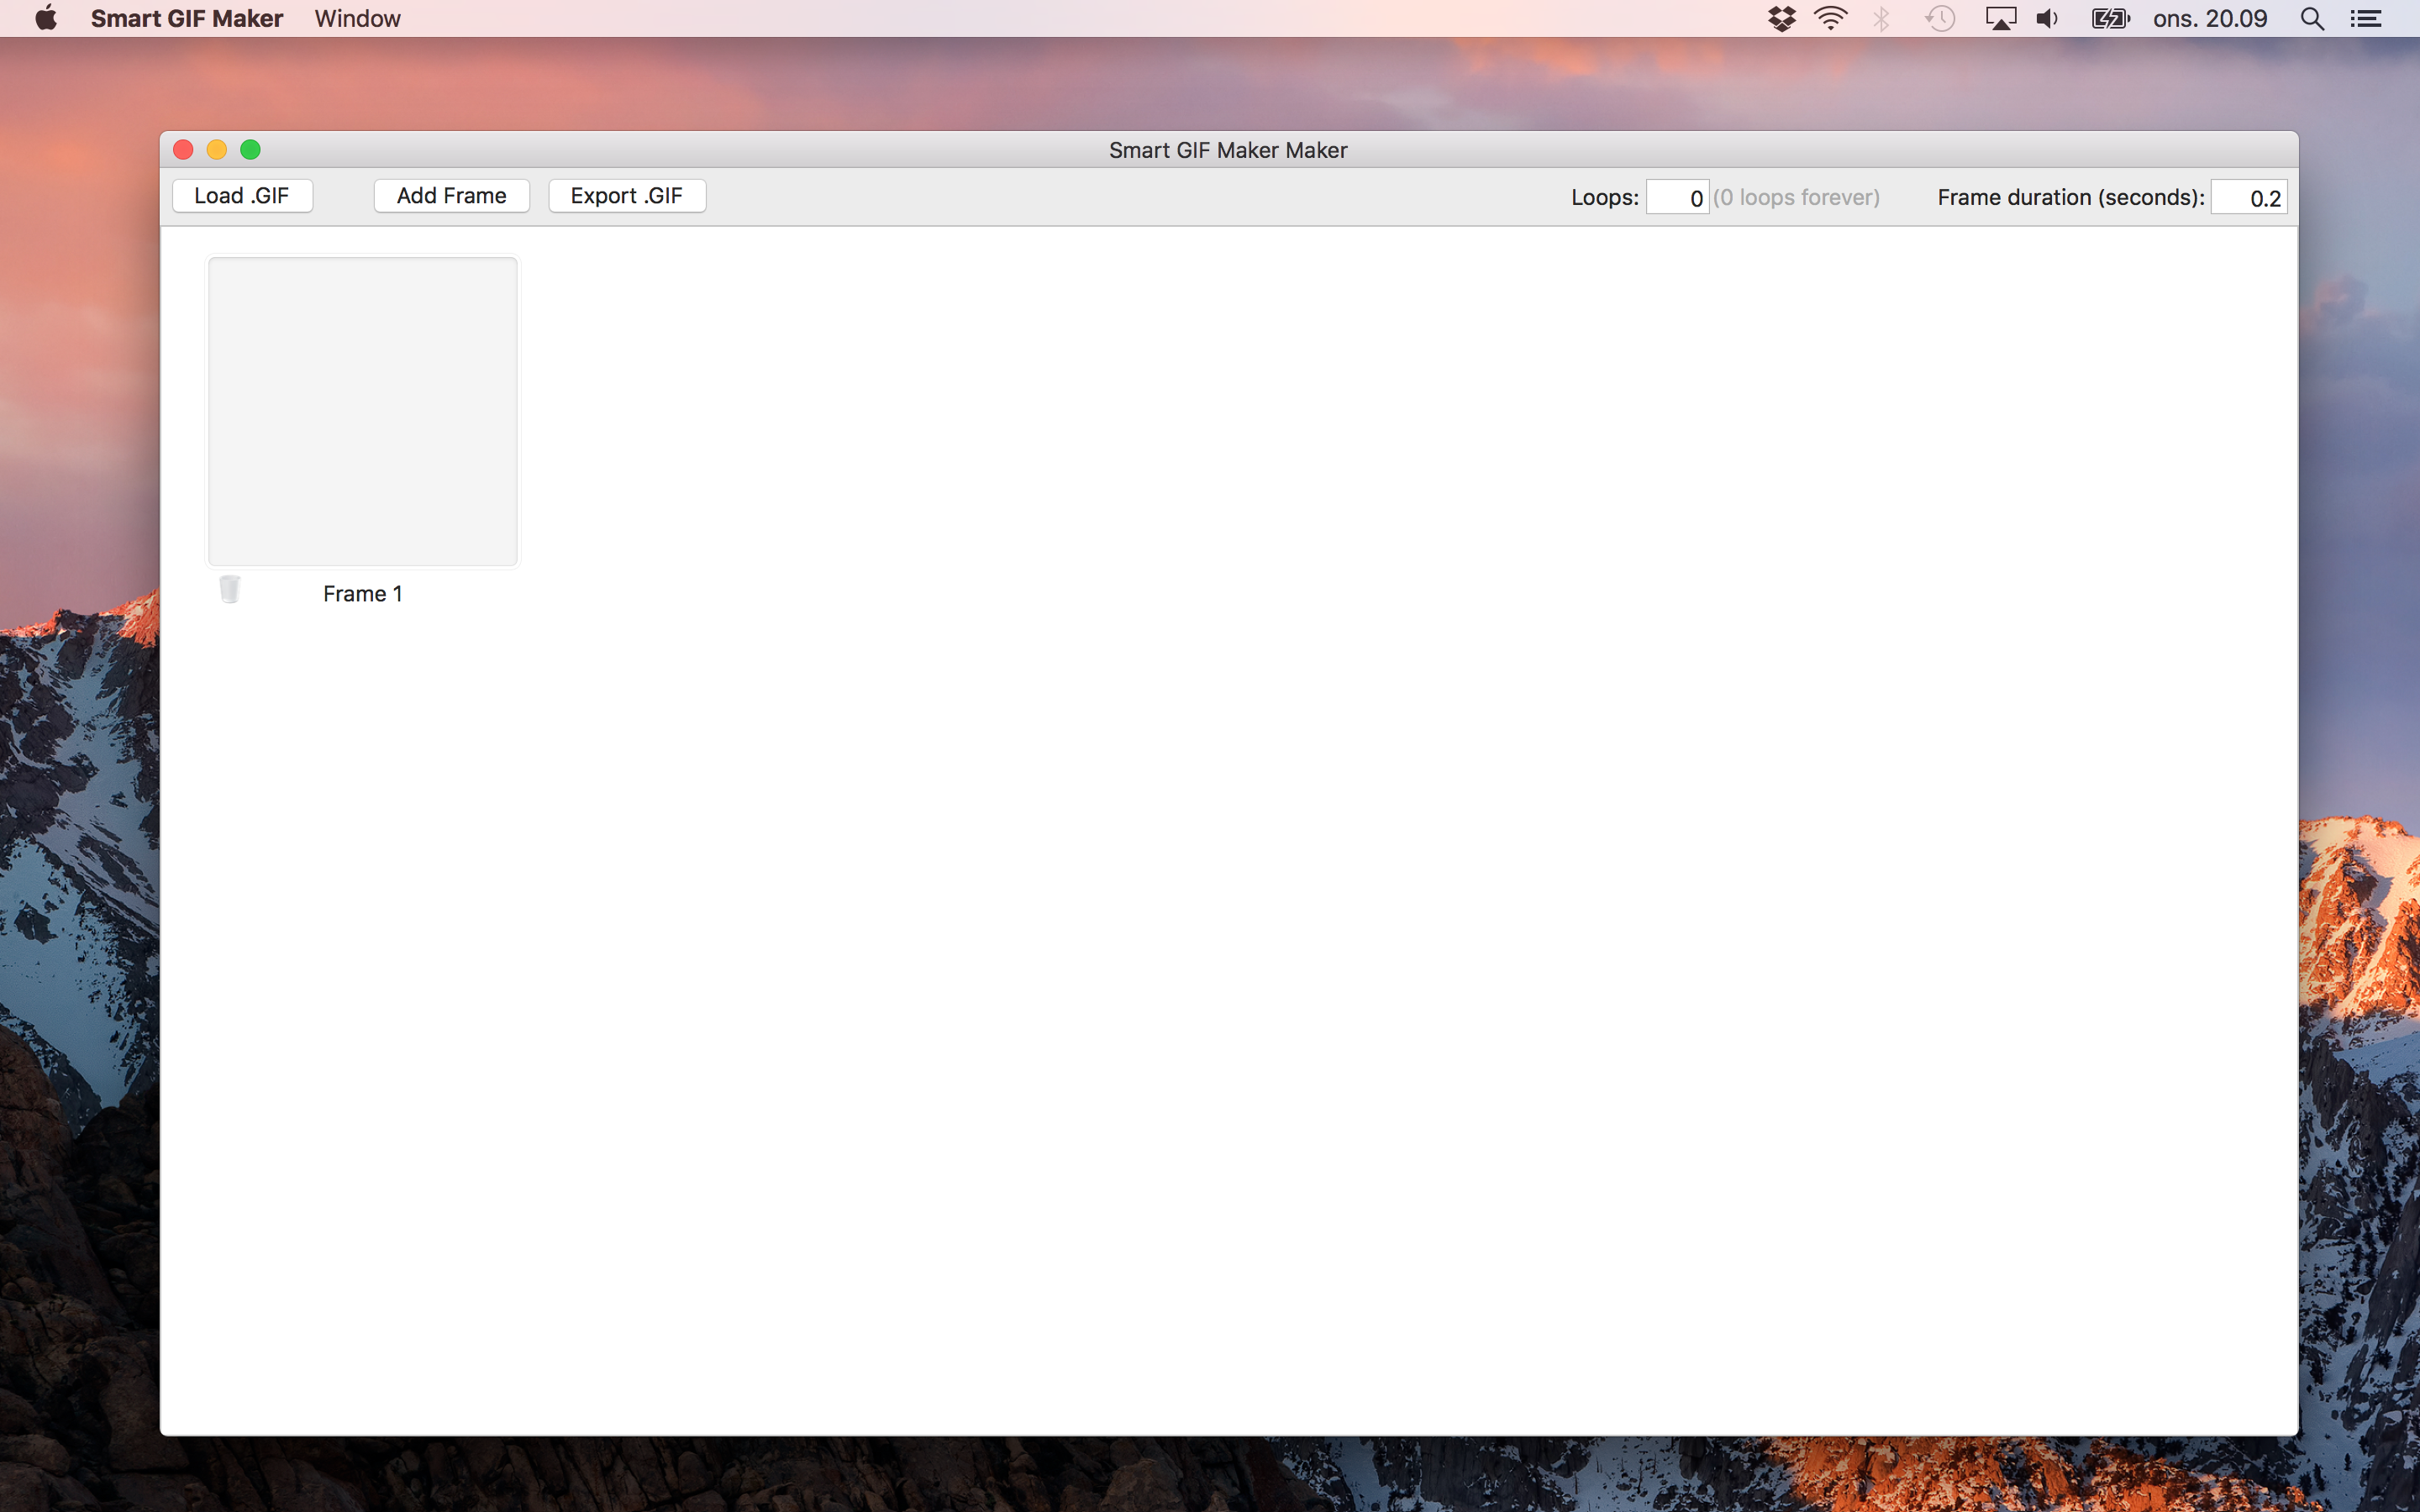 Smart GIF Maker Window ons. 20.09
Smart GIF Maker Maker
Load .GIF Add Frame Export .GIF Loops: 0 (0 loops forever) Frame duration (seconds): 0.2
Frame 1